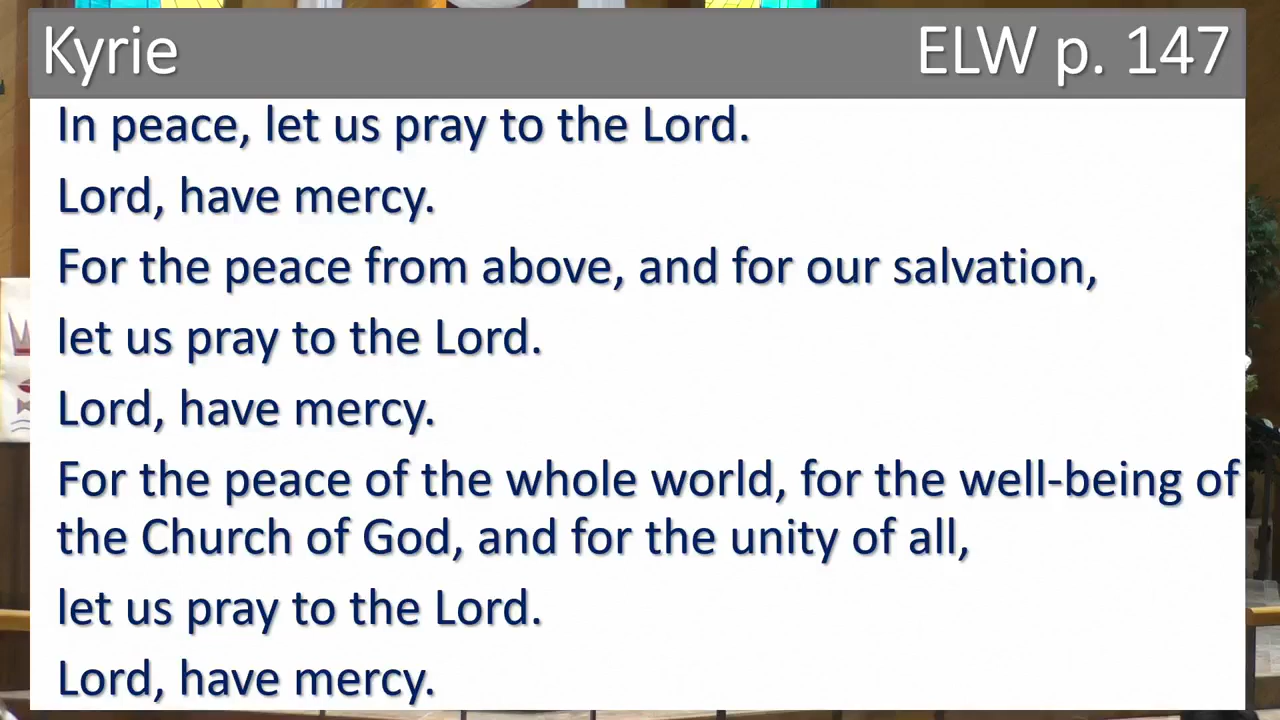 Kyrie ELW p. 147
In peace, let us pray to the Lord.
Lord, have mercy.
For the peace from above, and for our salvation,
let us pray to the Lord.
Lord, have mercy.
For the peace of the whole world, for the well-being of
the Church of God, and for the unity of all,
let us pray to the Lord.
Lord, have mercy.